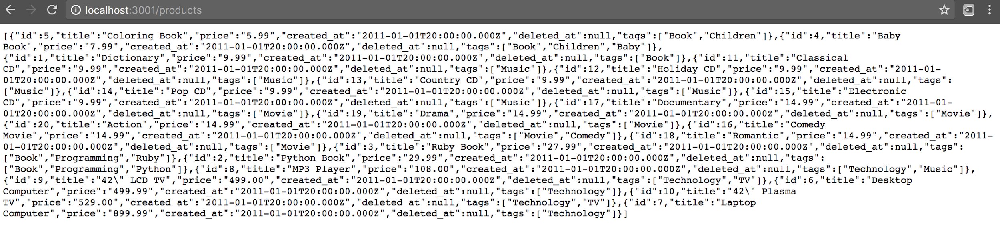 localhost:3001/products
[{"id":5,"title":"Coloring Book","price":"5.99","created_at":"2011-01-01T20:00:00.000Z","deleted_at":null,"tags":["Book","Children"]},{"id":4,"title":"Baby
Book","price":"7.99","created_at":"2011-01-01T20:00:00.000Z","deleted_at":null,"tags":["Book","Children","Baby"]},
{"id":1,"title":"Dictionary","price":"9.99","created_at":"2011-01-01T20:00:00.000Z","deleted_at":null,"tags":["Book"]},{"id":11,"title":"Classical
CD","price":"9.99","created_at":"2011-01-01T20:00:00.000Z","deleted_at":null,"tags":["Music"]},{"id":12,"title":"Holiday CD","price":"9.99","created_at":"2011-01-
01T20:00:00.000Z","deleted_at":null,"tags":["Music"]},{"id":13,"title":"Country CD","price":"9.99","created_at":"2011-01-01T20:00:00.000Z","deleted_at":null,"tags":
["Music"]},{"id":14,"title":"Pop CD","price":"9.99","created_at":"2011-01-01T20:00:00.000Z","deleted_at":null,"tags":["Music"]},{"id":15,"title":"Electronic
CD","price":"9.99","created_at":"2011-01-01T20:00:00.000Z","deleted_at":null,"tags":["Music"]},{"id":17,"title":"Documentary","price":"14.99","created_at":"2011-01-
01T20:00:00.000Z","deleted_at":null,"tags":["Movie"]},{"id":19,"title":"Drama","price":"14.99","created_at":"2011-01-01T20:00:00.000Z","deleted_at":null,"tags":["Movie"]},
{"id":20,"title":"Action","price":"14.99","created_at":"2011-01-01T20:00:00.000Z","deleted_at":null,"tags":["Movie"]},{"id":16,"title":"Comedy
Movie","price":"14.99","created_at":"2011-01-01T20:00:00.000Z","deleted_at":null,"tags":["Movie","Comedy"]},{"id":18,"title":"Romantic","price":"14.99","created_at":"2011-
01-01T20:00:00.000Z","deleted_at":null,"tags":["Movie"]},{"id":3,"title":"Ruby Book","price":"27.99","created_at":"2011-01-01T20:00:00.000Z","deleted_at":null,"tags":
["Book","Programming","Ruby"]},{"id":2,"title":"Python Book","price":"29.99","created_at":"2011-01-01T20:00:00.000Z","deleted_at":null,"tags":
["Book","Programming","Python"]},{"id":8,"title":"MP3 Player","price":"108.00","created_at":"2011-01-01T20:00:00.000Z","deleted_at":null,"tags":["Technology","Music"]},
{"id":9,"title":"42\" LCD TV","price":"499.00","created_at":"2011-01-01T20:00:00.000Z","deleted_at":null,"tags":["Technology","TV"]},{"id":6,"title":"Desktop
Computer","price":"499.99","created_at":"2011-01-01T20:00:00.000Z","deleted_at":null,"tags":["Technology"]},{"id":10,"title":"42\" Plasma
TV","price":"529.00","created_at":"2011-01-01T20:00:00.000Z","deleted_at":null,"tags":["Technology","TV"]},{"id":7,"title":"Laptop
Computer","price":"899.99","created_at":"2011-01-01T20:00:00.000Z","deleted_at":null,"tags":["Technology"]}]